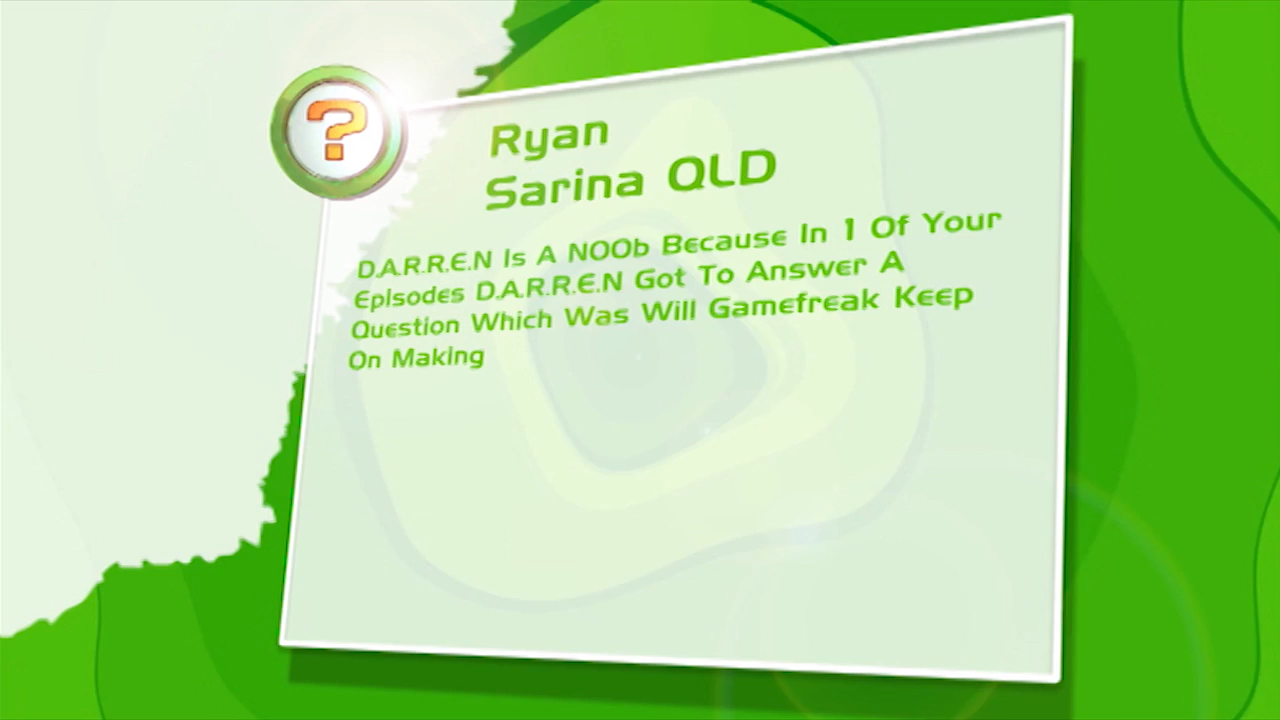 ?
Ryan
Sarina QLD
D.A.R.R.E.N Is A NOOb Because In 1 Of Your
EpIsodes D.A.R.R.E.N Got To Answer A
Question Which Was Will Gamefreak Keep
On Making